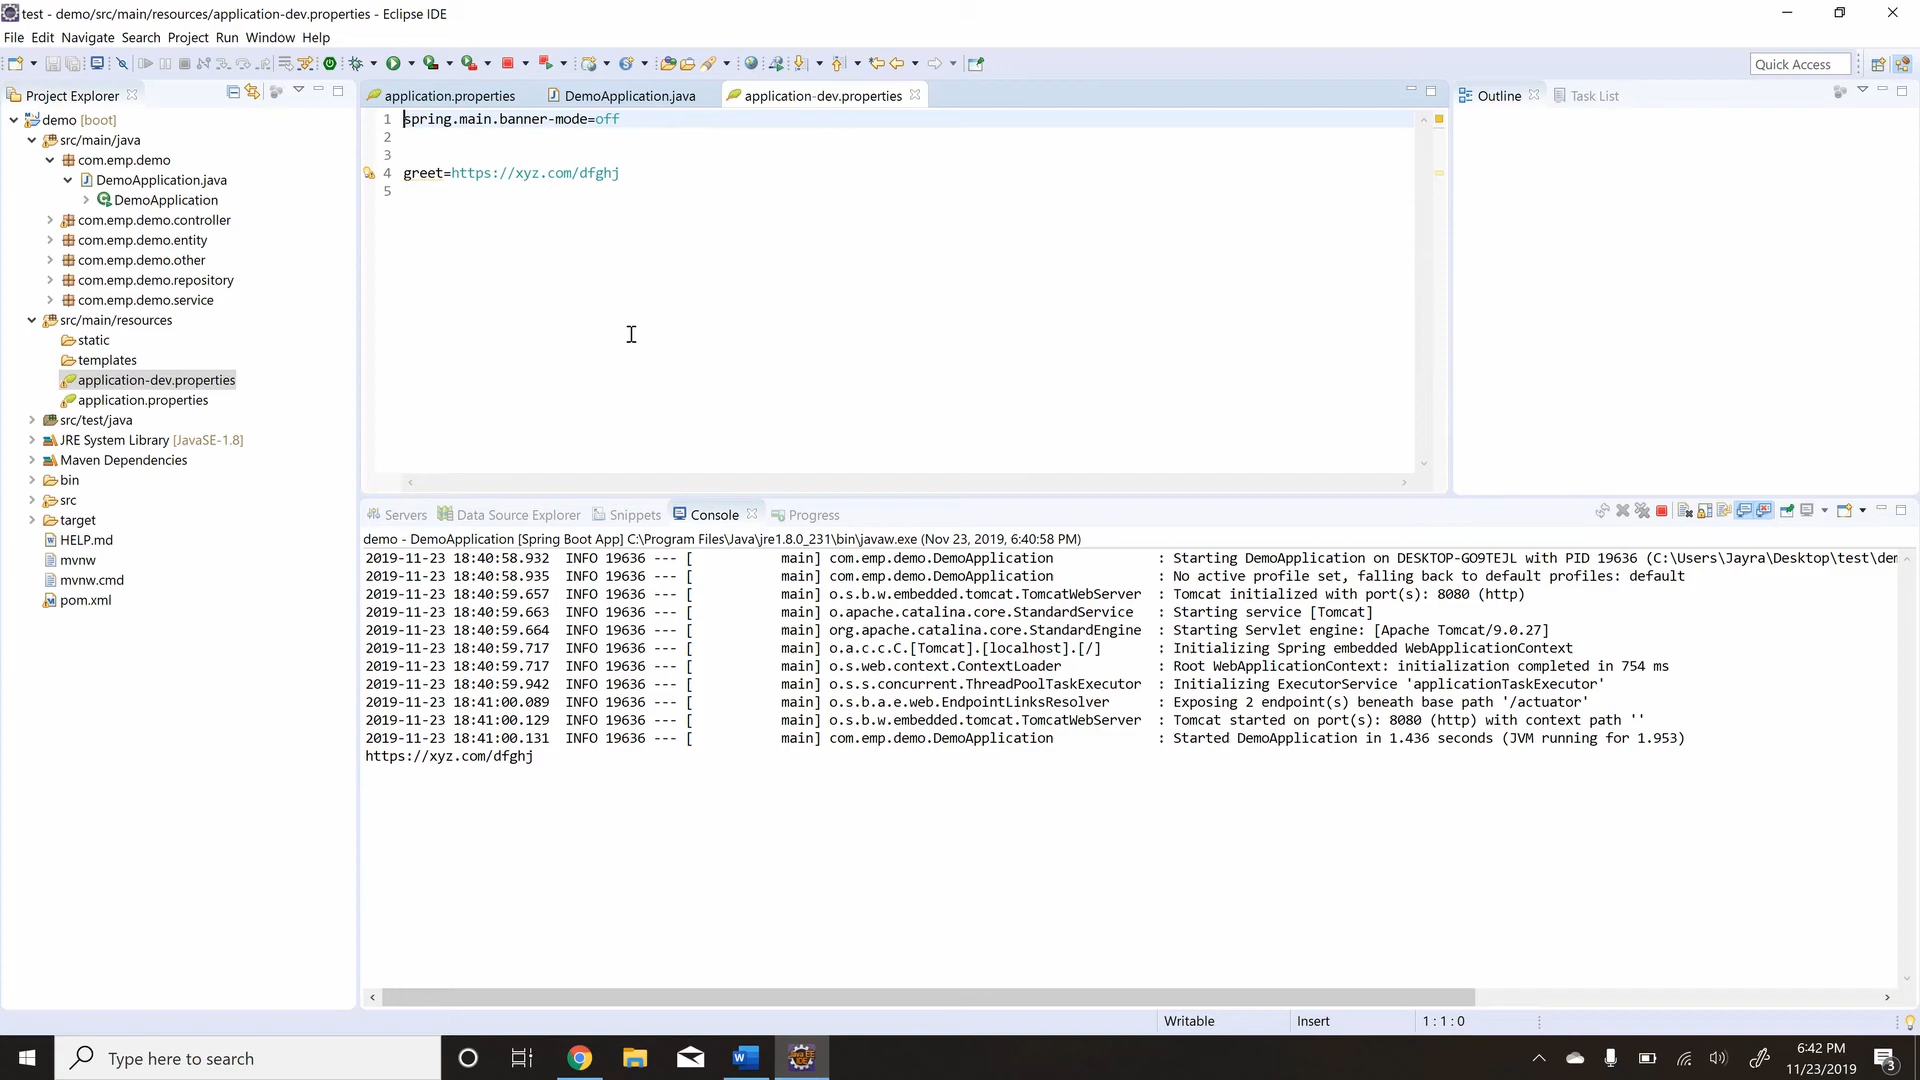 test - demo/src/main/resources/application-dev.properties - Eclipse IDE
File Edit Navigate Search Project Run Window Help
Quick Access
Project Explorer
demo [boot]
src/main/java
com.emp.demo
DemoApplication.java
DemoApplication
com.emp.demo.controller
com.emp.demo.entity
com.emp.demo.other
com.emp.demo.repository
com.emp.demo.service
src/main/resources
static
templates
application-dev.properties
application.properties
src/test/java
JRE System Library [JavaSE-1.8]
Maven Dependencies
bin
src
target
HELP.md
mvnw
mvnw.cmd
pom.xml
application.properties DemoApplication.java application-dev.properties
1 spring.main.banner-mode=off
2
3
4 greet=https://xyz.com/dfghj
5
Outline Task List
Servers Data Source Explorer Snippets Console Progress
demo - DemoApplication [Spring Boot App] C:\Program Files\Java\jre1.8.0_231\bin\javaw.exe (Nov 23, 2019, 6:40:58 PM)
2019-11-23 18:40:58.932 INFO 19636 --- [ main] com.emp.demo.DemoApplication : Starting DemoApplication on DESKTOP-GO9TEJL with PID 19636 (C:\Users\Jayra\Desktop\test\dem
2019-11-23 18:40:58.935 INFO 19636 --- [ main] com.emp.demo.DemoApplication : No active profile set, falling back to default profiles: default
2019-11-23 18:40:59.657 INFO 19636 --- [ main] o.s.b.w.embedded.tomcat.TomcatWebServer : Tomcat initialized with port(s): 8080 (http)
2019-11-23 18:40:59.663 INFO 19636 --- [ main] o.apache.catalina.core.StandardService : Starting service [Tomcat]
2019-11-23 18:40:59.664 INFO 19636 --- [ main] org.apache.catalina.core.StandardEngine : Starting Servlet engine: [Apache Tomcat/9.0.27]
2019-11-23 18:40:59.717 INFO 19636 --- [ main] o.a.c.c.C.[Tomcat].[localhost].[/] : Initializing Spring embedded WebApplicationContext
2019-11-23 18:40:59.717 INFO 19636 --- [ main] o.s.web.context.ContextLoader : Root WebApplicationContext: initialization completed in 754 ms
2019-11-23 18:40:59.942 INFO 19636 --- [ main] o.s.s.concurrent.ThreadPoolTaskExecutor : Initializing ExecutorService 'applicationTaskExecutor'
2019-11-23 18:41:00.089 INFO 19636 --- [ main] o.s.b.a.e.web.EndpointLinksResolver : Exposing 2 endpoint(s) beneath base path '/actuator'
2019-11-23 18:41:00.129 INFO 19636 --- [ main] o.s.b.w.embedded.tomcat.TomcatWebServer : Tomcat started on port(s): 8080 (http) with context path ''
2019-11-23 18:41:00.131 INFO 19636 --- [ main] com.emp.demo.DemoApplication : Started DemoApplication in 1.436 seconds (JVM running for 1.953)
https://xyz.com/dfghj
Writable Insert 1 : 1 : 0
Type here to search
6:42 PM
11/23/2019
3